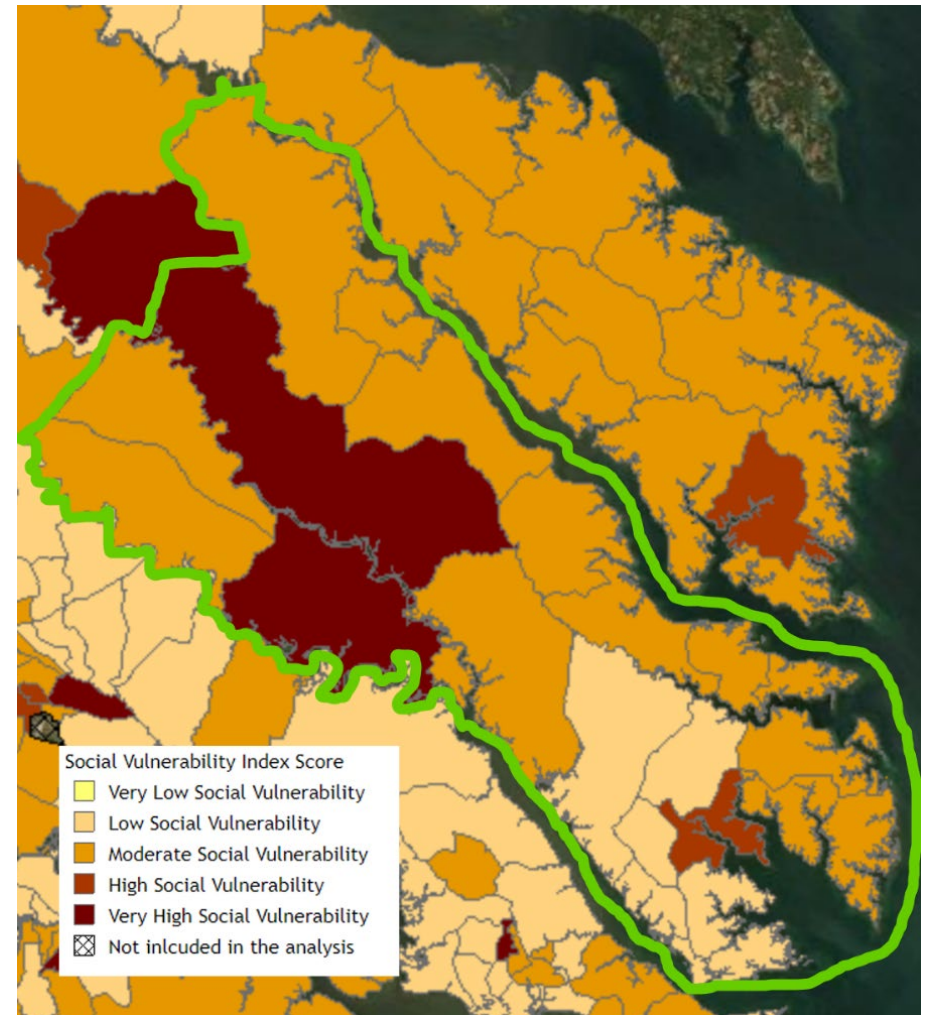 Social Vulnerability Index Score
Very Low Social Vulnerability
Low Social Vulnerability
Moderate Social Vulnerability
High Social Vulnerability
Very High Social Vulnerability
Not inlcuded in the analysis